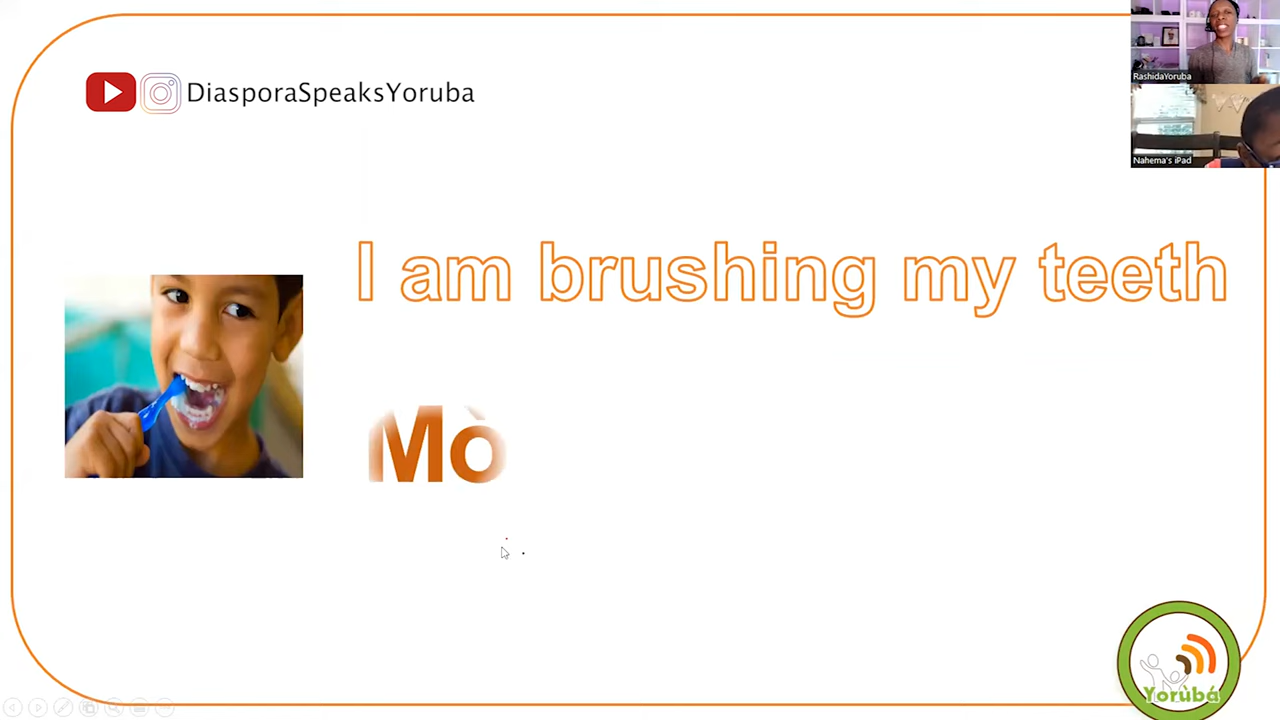 DiasporaSpeaksYoruba
RashidaYoruba
Nahema's iPad
I am brushing my teeth
Mò
Yorùbá